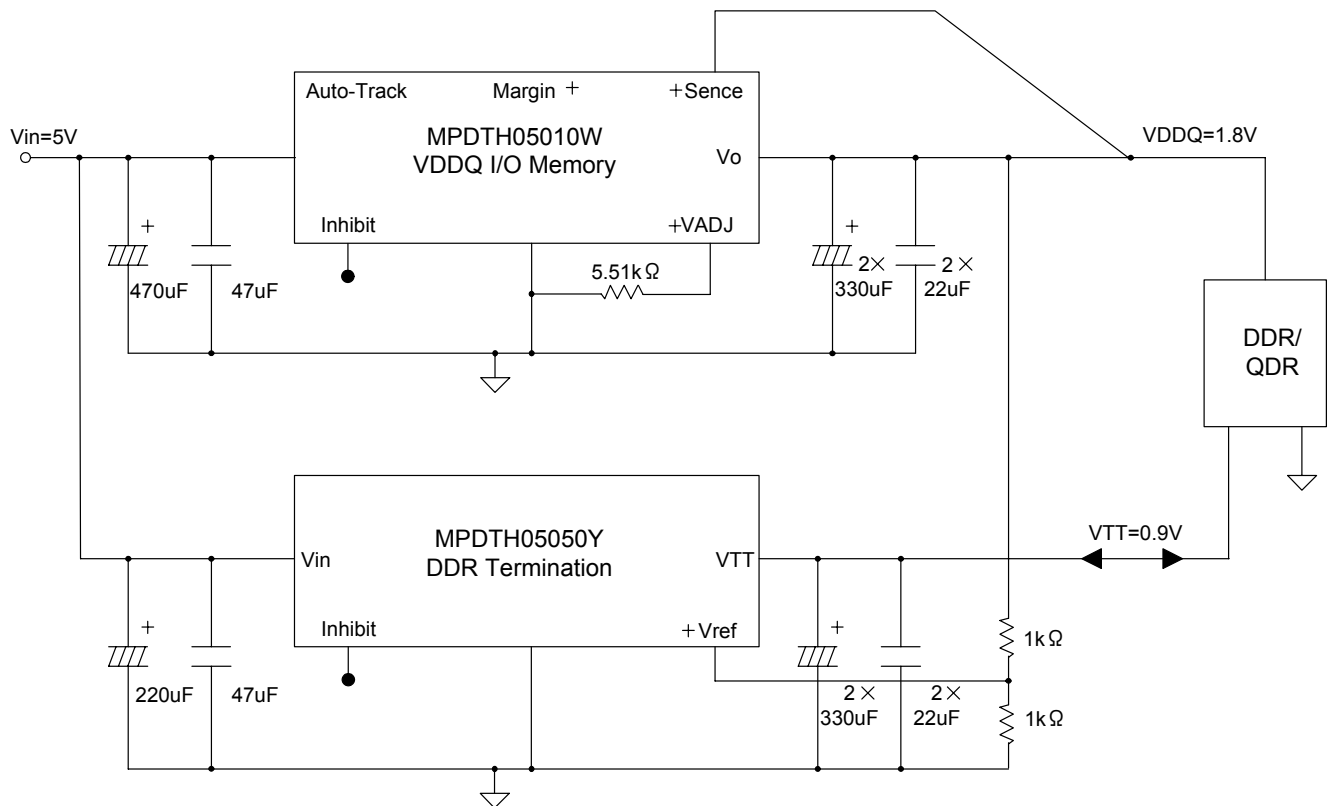 Auto-Track
Margin +
+Sence
Vin=5V
MPDTH05010W
VDDQ I/O Memory
Vo
VDDQ=1.8V
Inhibit
+VADJ
+
470uF
47uF
5.51kΩ
+
2×
330uF
2×
22uF
DDR/
QDR
Vin
MPDTH05050Y
DDR Termination
VTT
VTT=0.9V
Inhibit
+Vref
+
220uF
47uF
+
2×
330uF
2×
22uF
1kΩ
1kΩ